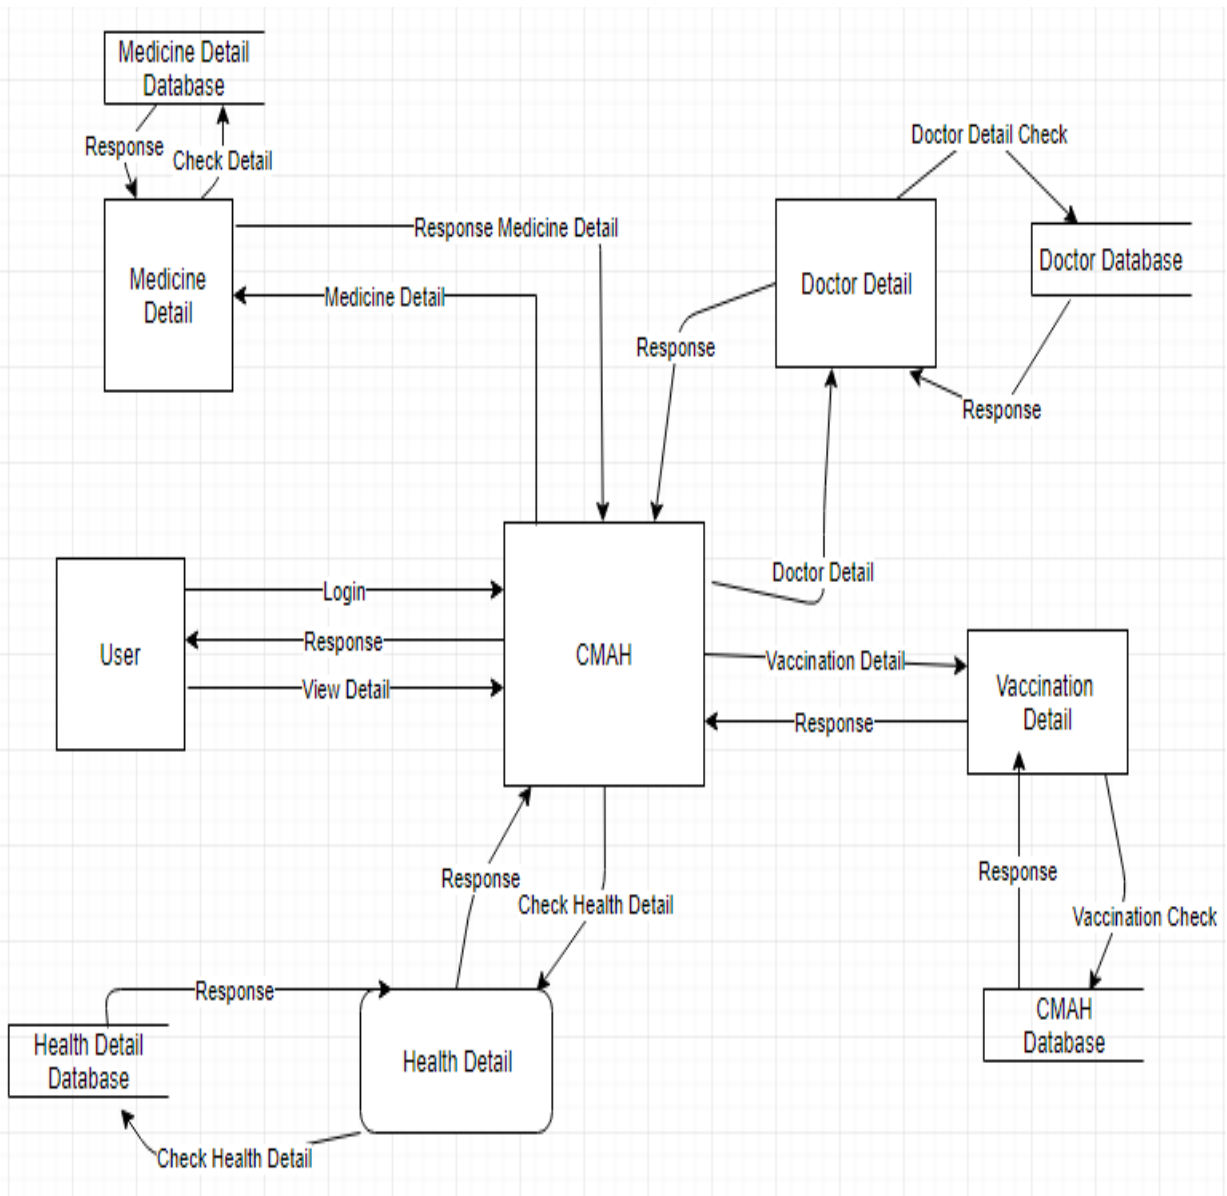 Medicine Detail
Database
Response
Check Detail
Doctor Detail Check
Response Medicine Detail
Medicine
Detail
Medicine Detail
Doctor Detail
Doctor Database
Response
Response
Doctor Detail
Login
User
Response
CMAH
View Detail
Vaccination Detail
Vaccination
Detail
Response
Response
Check Health Detail
Response
Vaccination Check
Response
Health Detail
Database
Health Detail
CMAH
Database
Check Health Detail